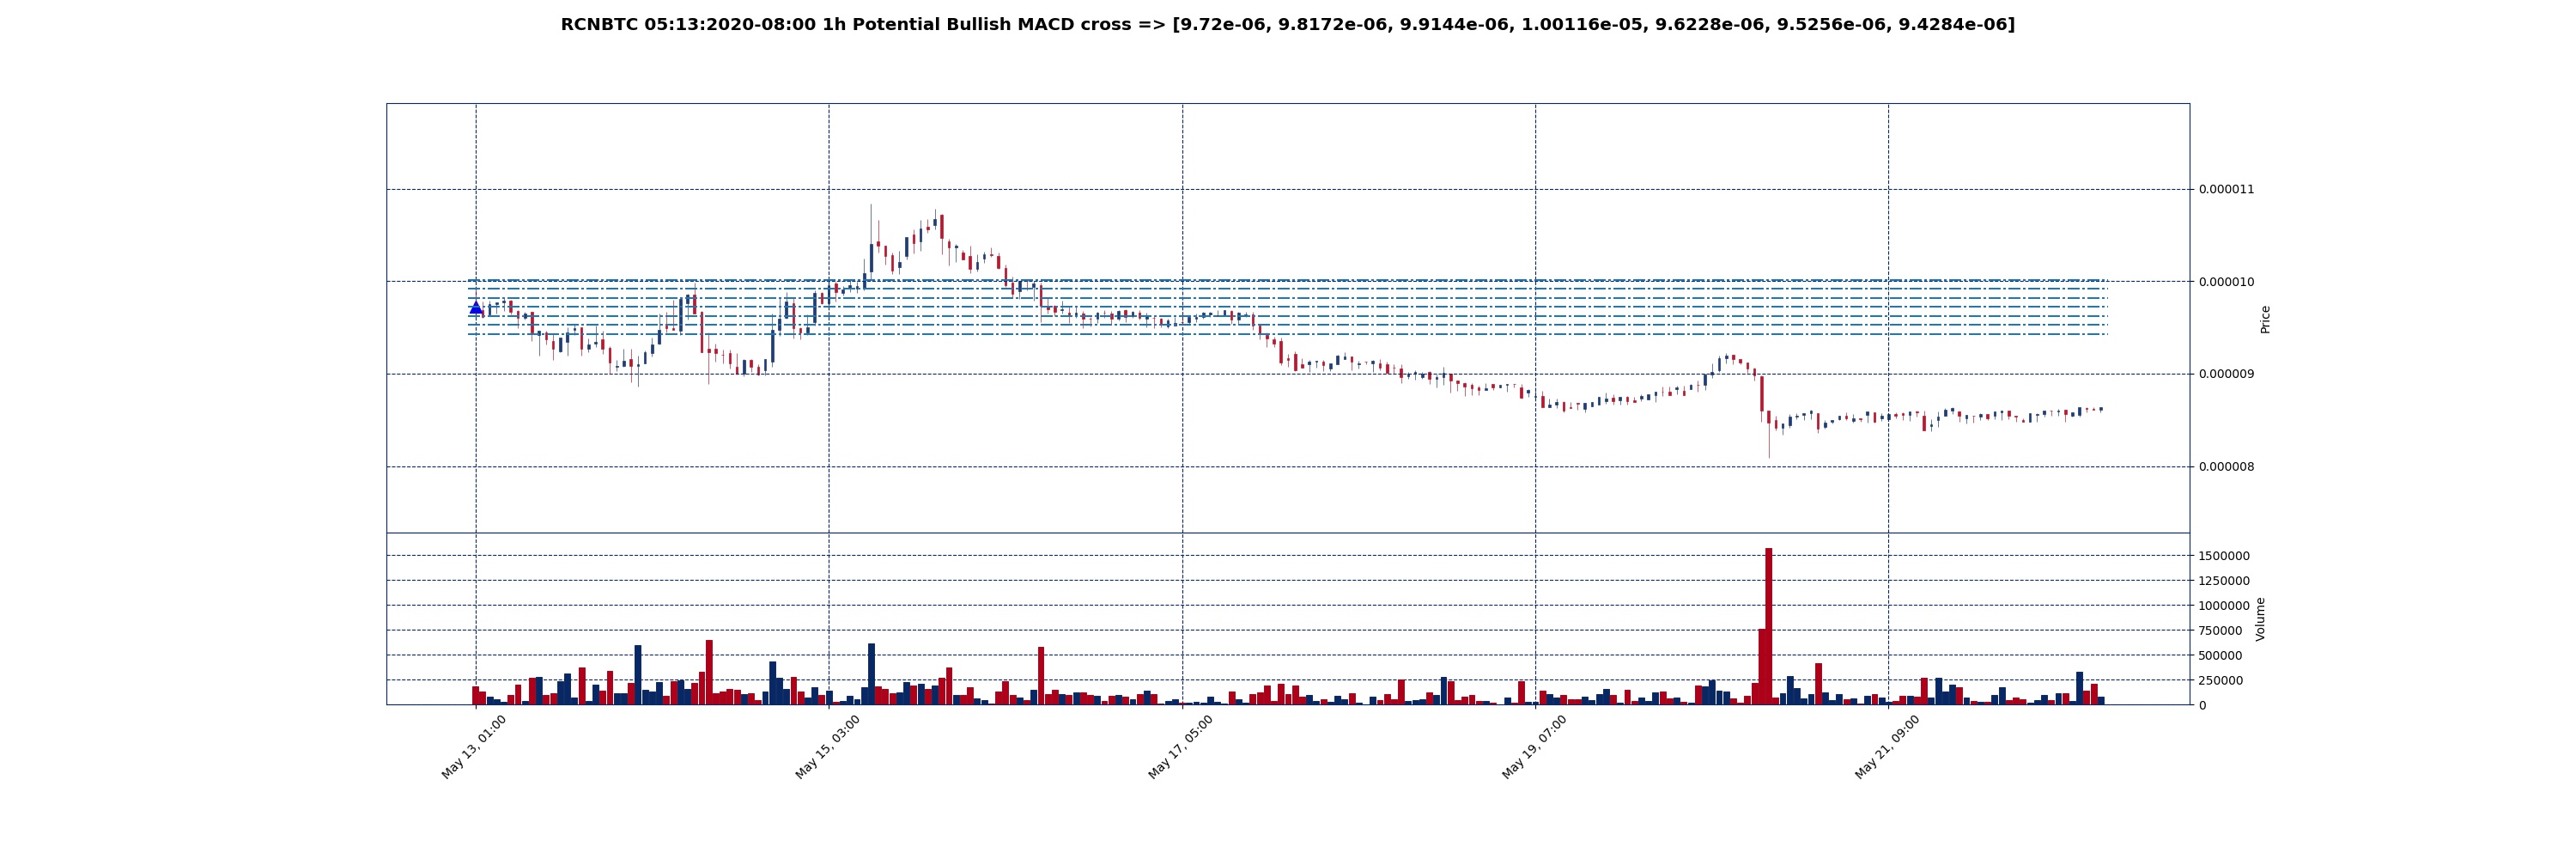 RCNBTC 05:13:2020-08:00 1h Potential Bullish MACD cross => [9.72e-06, 9.8172e-06, 9.9144e-06, 1.00116e-05, 9.6228e-06, 9.5256e-06, 9.4284e-06]
0.000011
0.000010
0.000009
0.000008
Price
1500000
1250000
1000000
750000
500000
250000
0
Volume
May 13, 01:00
May 15, 03:00
May 17, 05:00
May 19, 07:00
May 21, 09:00